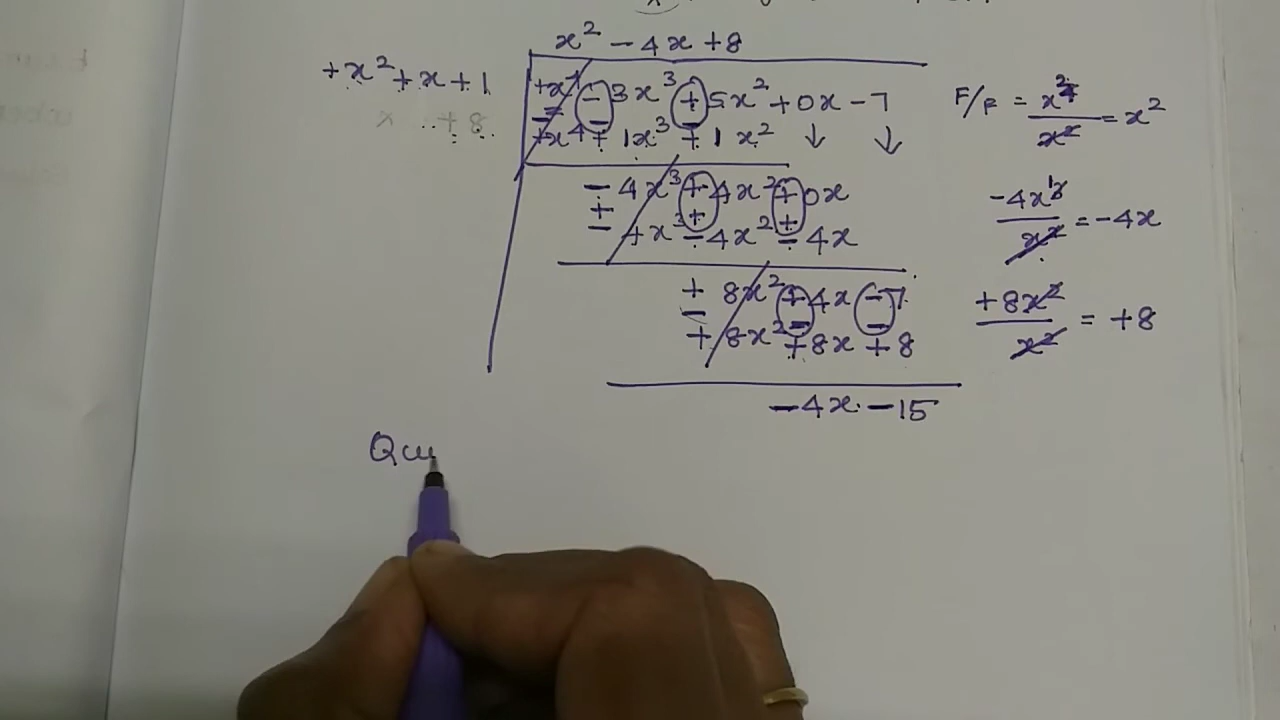 x² - 4x + 8
+x² + x + 1
+x⁴ - 3x³ + 5x² + 0x - 7
-
+x⁴ + 1x³ + 1x² ↓ ↓
- 4x³ + 4x² + 0x
+ + +
- 4x³ - 4x² - 4x
+ 8x² + 4x - 7
- - -
+ 8x² + 8x + 8
-4x - 15
F/F = x⁴/x² = x²
-4x³/x² = -4x
+8x²/x² = +8
Quo